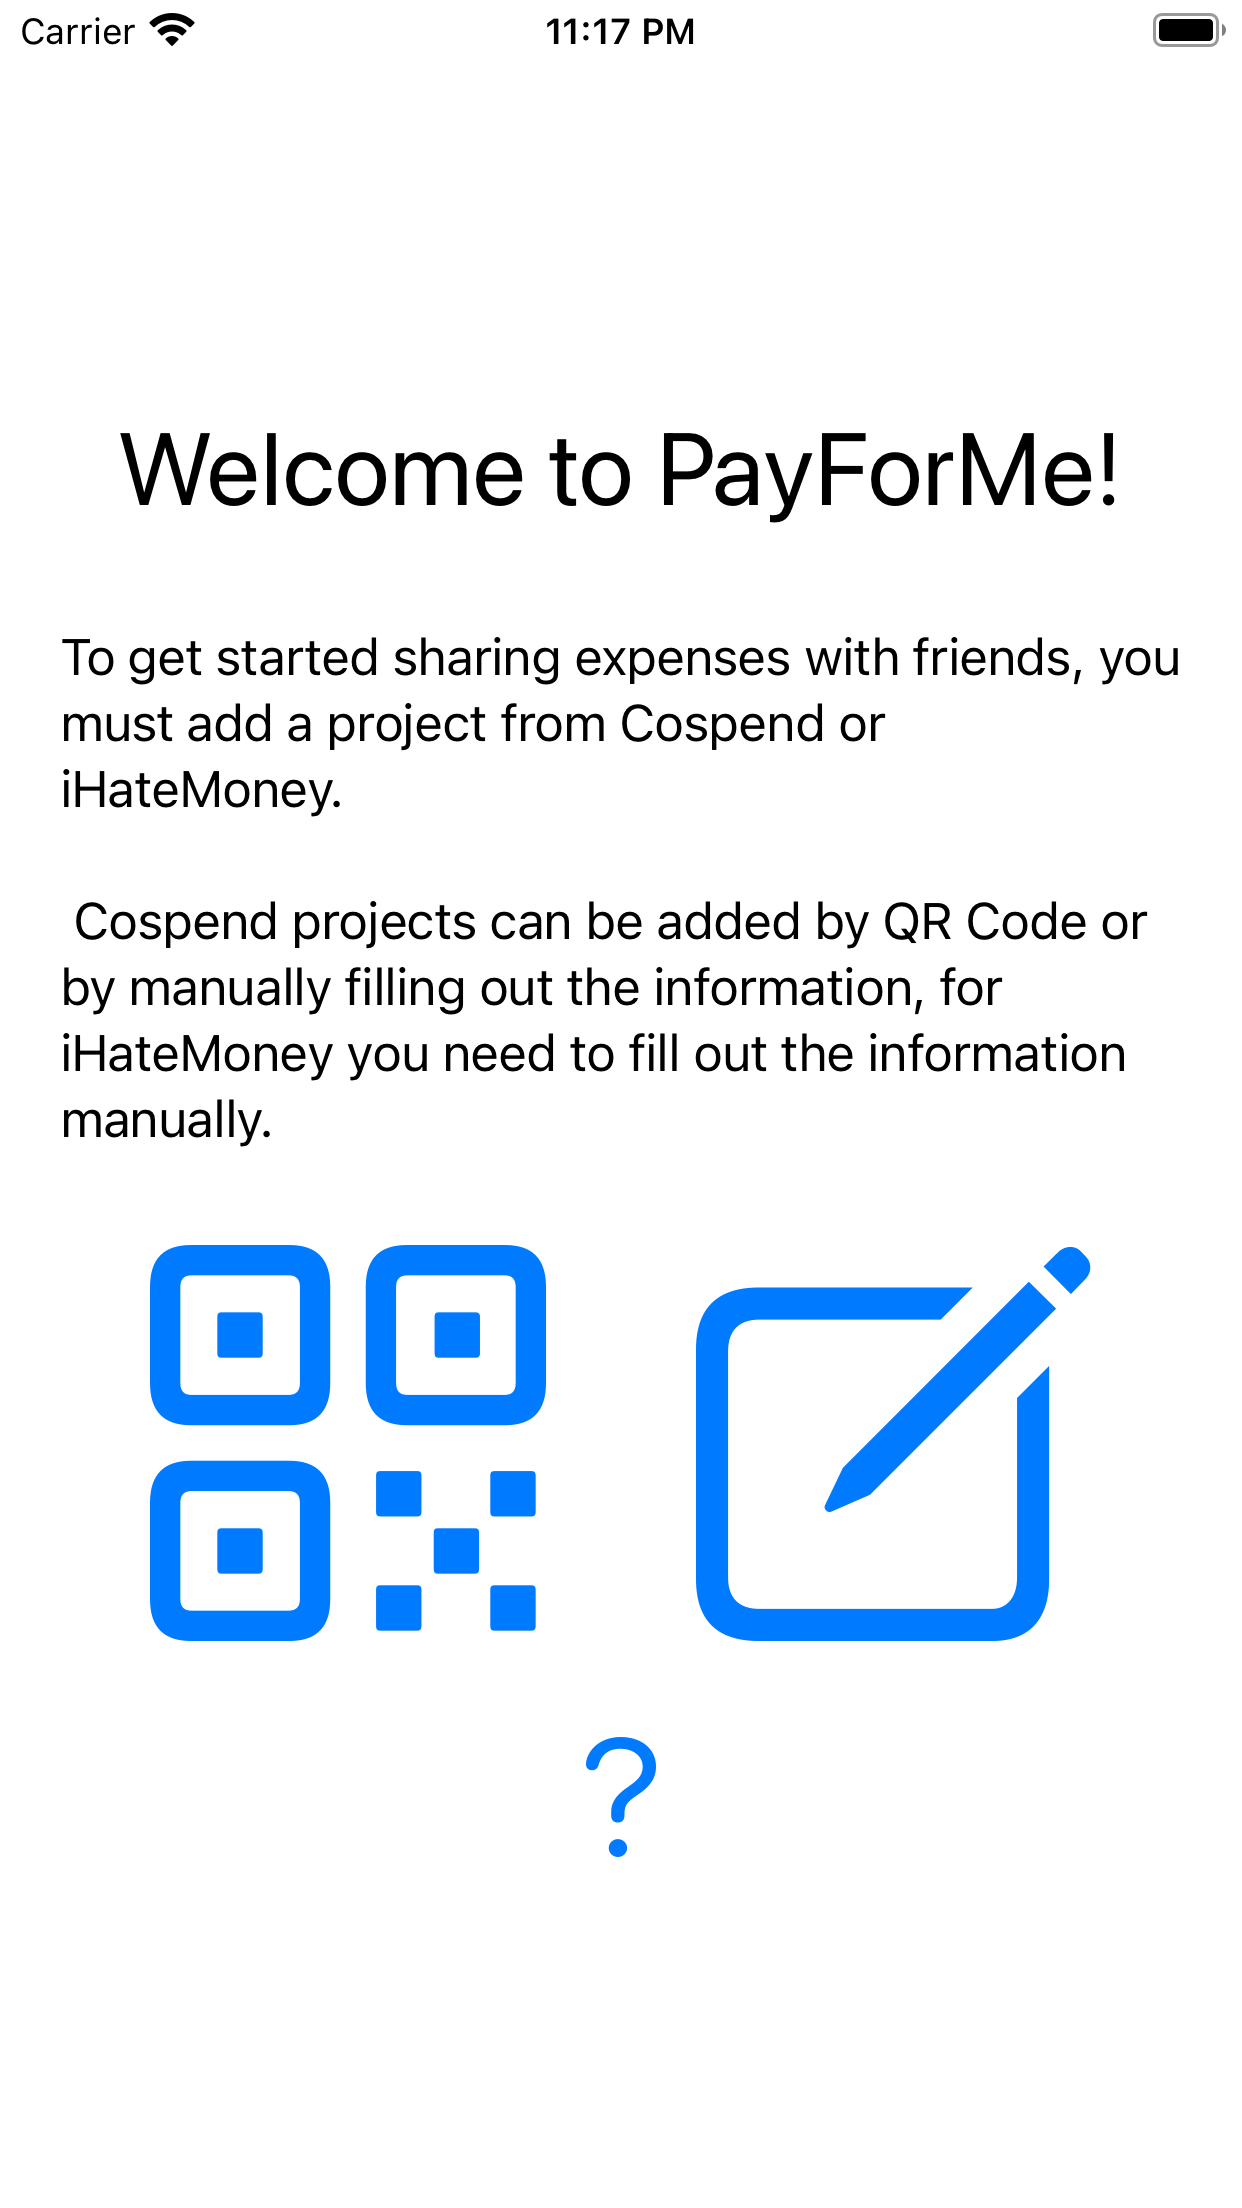 Carrier
11:17 PM
Welcome to PayForMe!
To get started sharing expenses with friends, you
must add a project from Cospend or
iHateMoney.
Cospend projects can be added by QR Code or
by manually filling out the information, for
iHateMoney you need to fill out the information
manually.
?